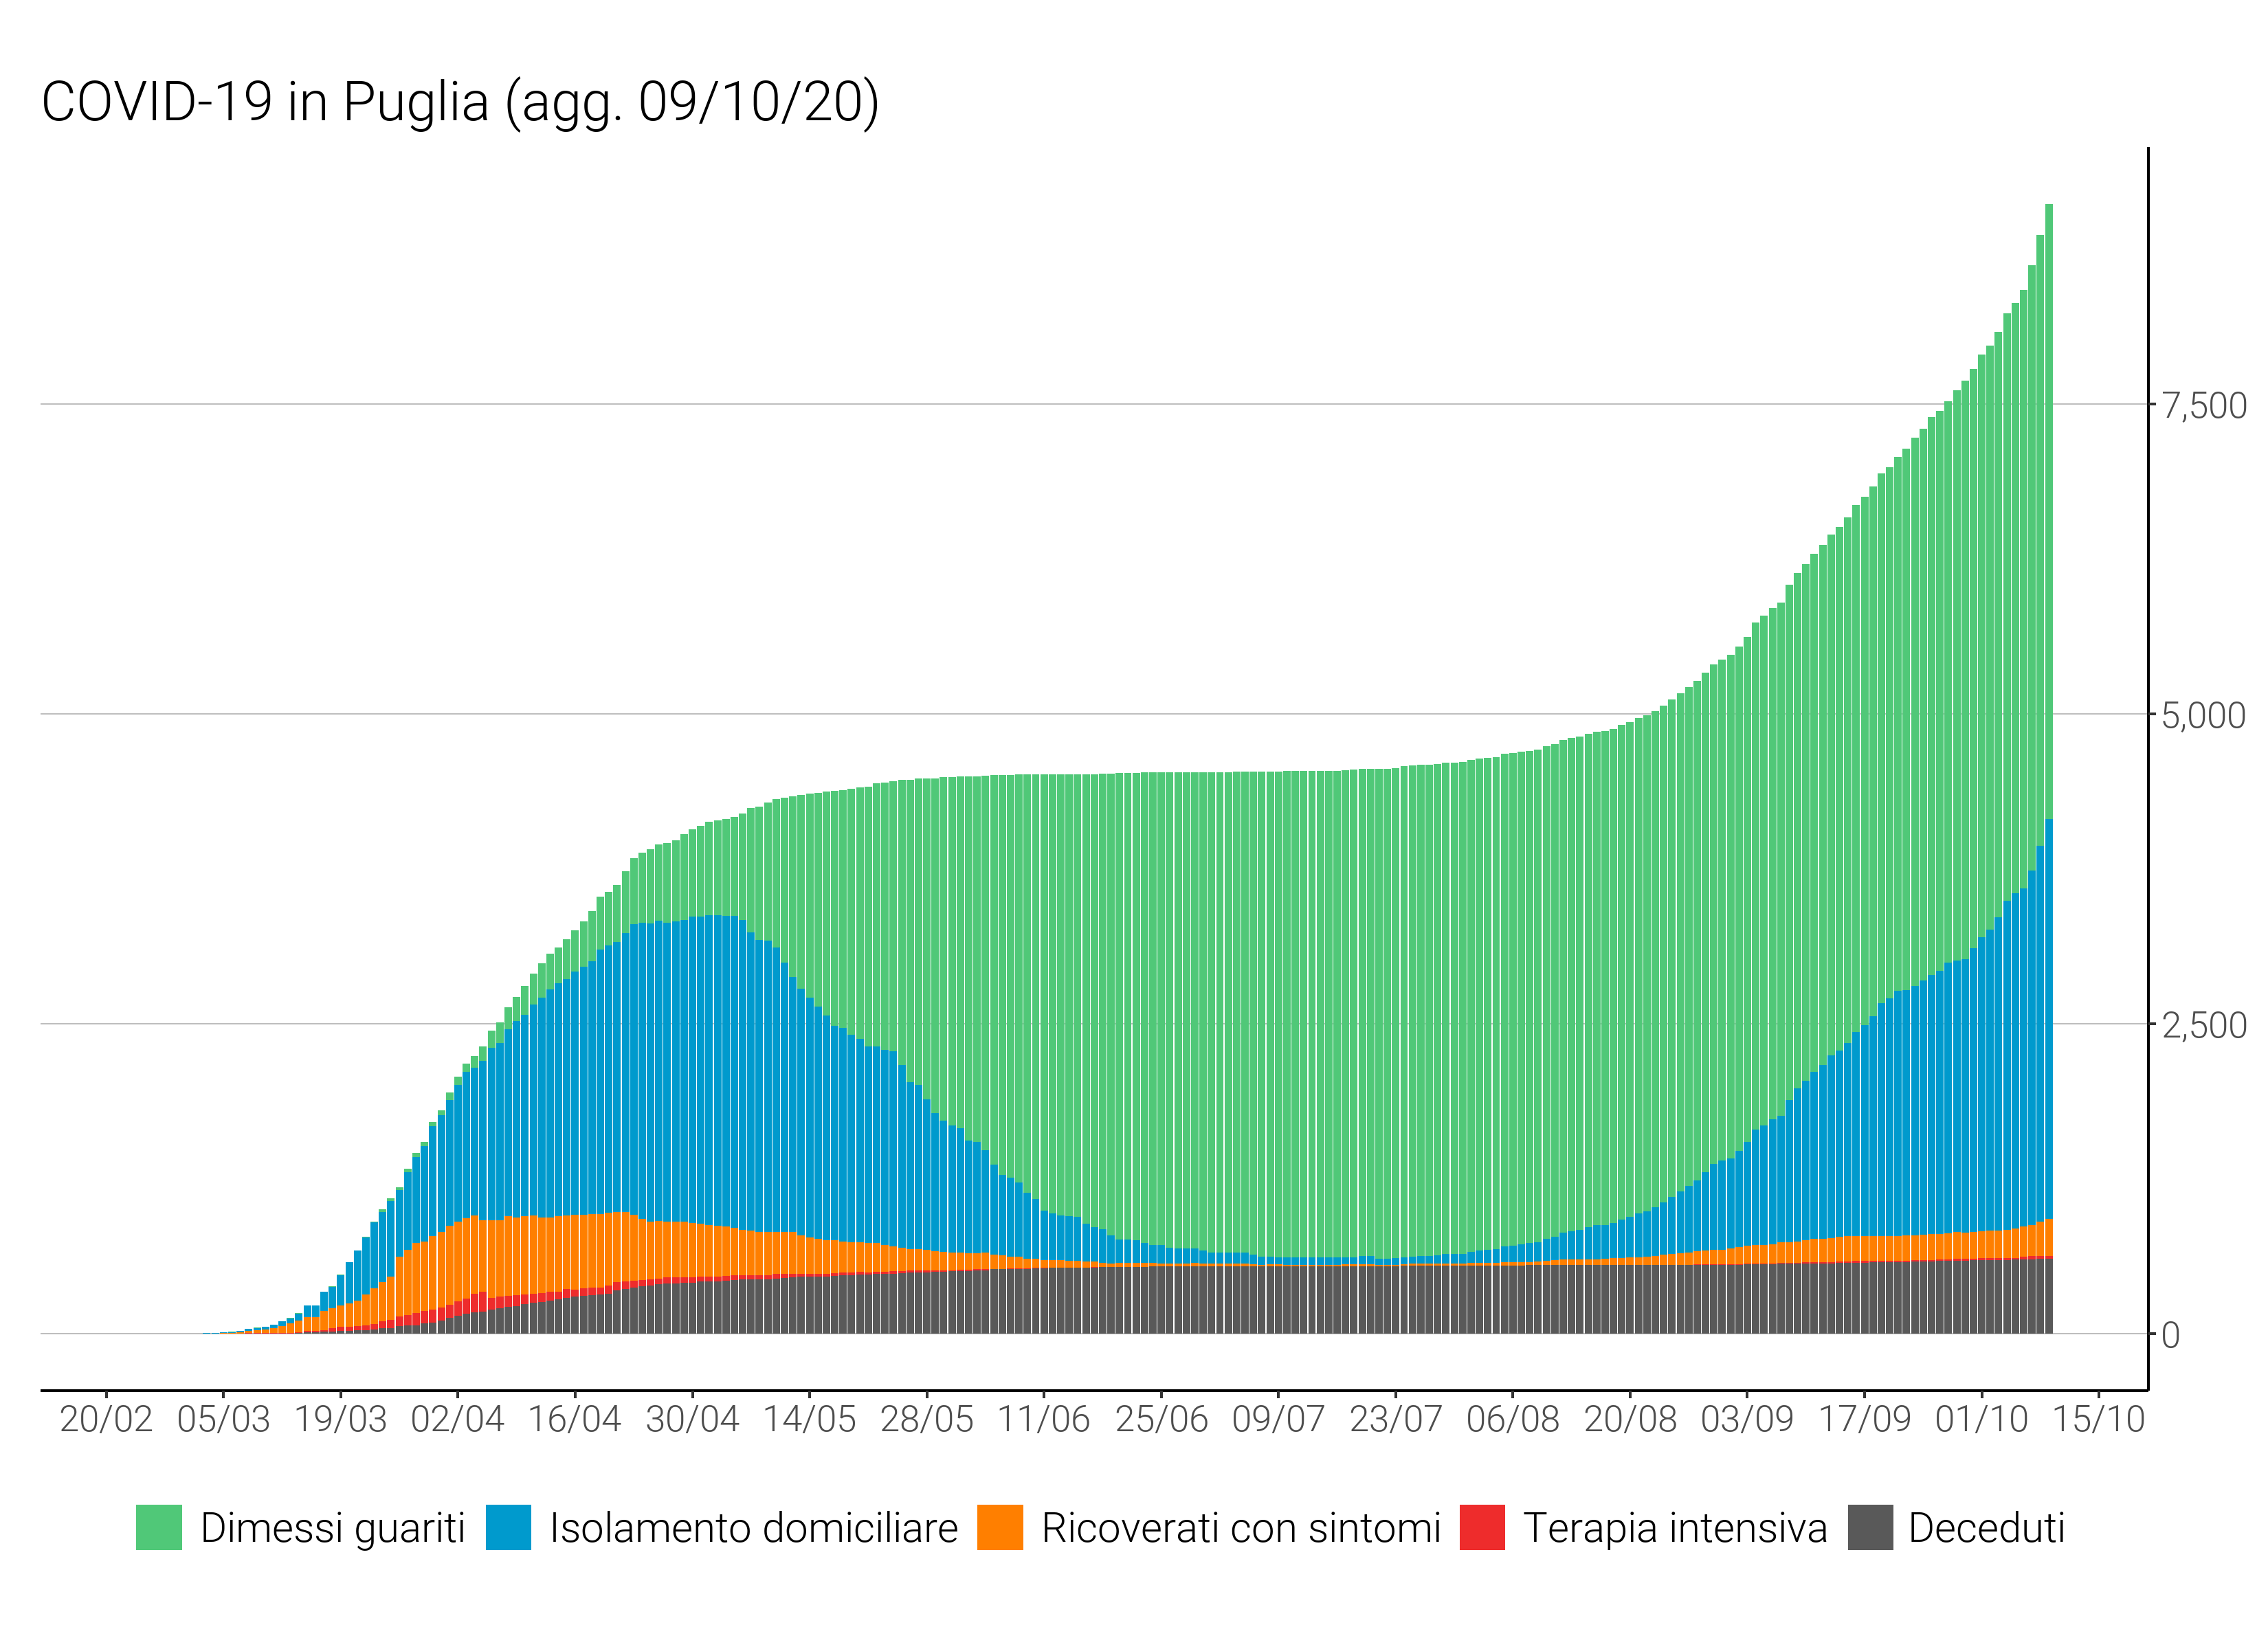 COVID-19 in Puglia (agg. 09/10/20)
7,500
5,000
2,500
0
20/02 05/03 19/03 02/04 16/04 30/04 14/05 28/05 11/06 25/06 09/07 23/07 06/08 20/08 03/09 17/09 01/10 15/10
Dimessi guariti Isolamento domiciliare Ricoverati con sintomi Terapia intensiva Deceduti